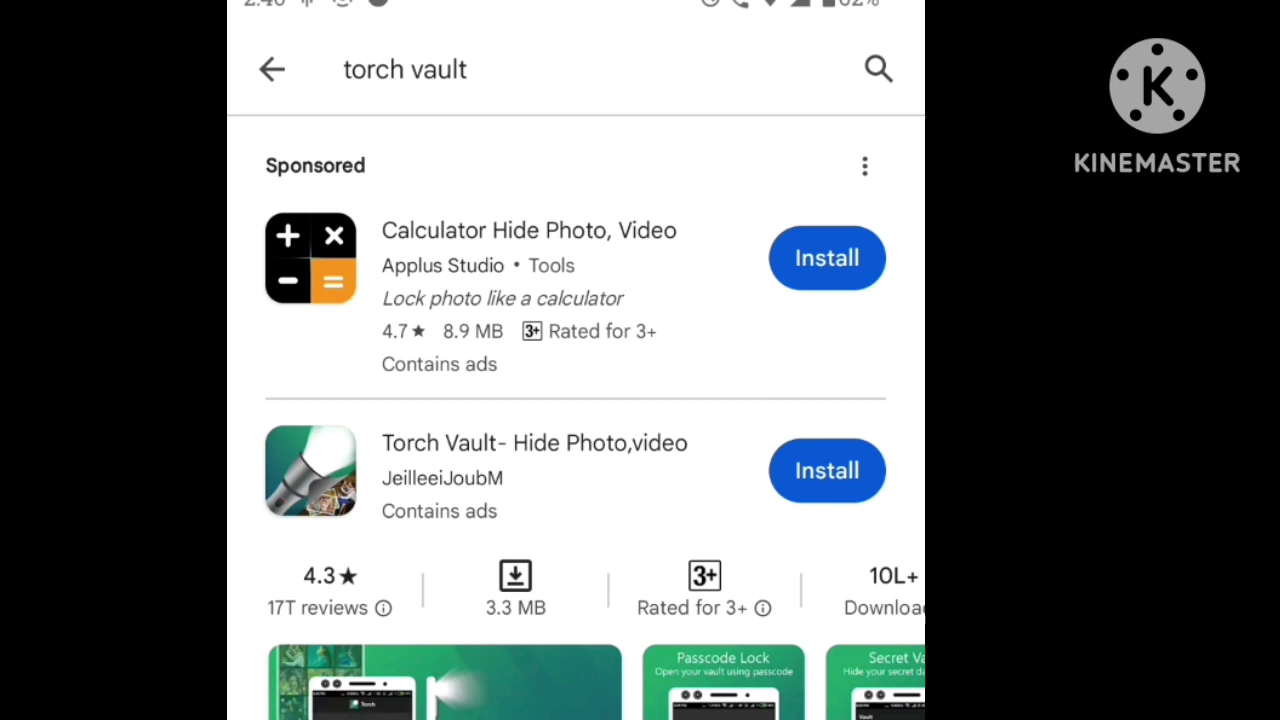 torch vault
KINEMASTER
Sponsored
Calculator Hide Photo, Video
Install
Applus Studio • Tools
Lock photo like a calculator
4.7★ 8.9 MB 3+ Rated for 3+
Contains ads
Torch Vault- Hide Photo,video
Install
JeilleeiJoubM
Contains ads
4.3★ 3+ 10L+
17T reviews 3.3 MB Rated for 3+
Passcode Lock
Open your vault using passcode
Torch
Vault